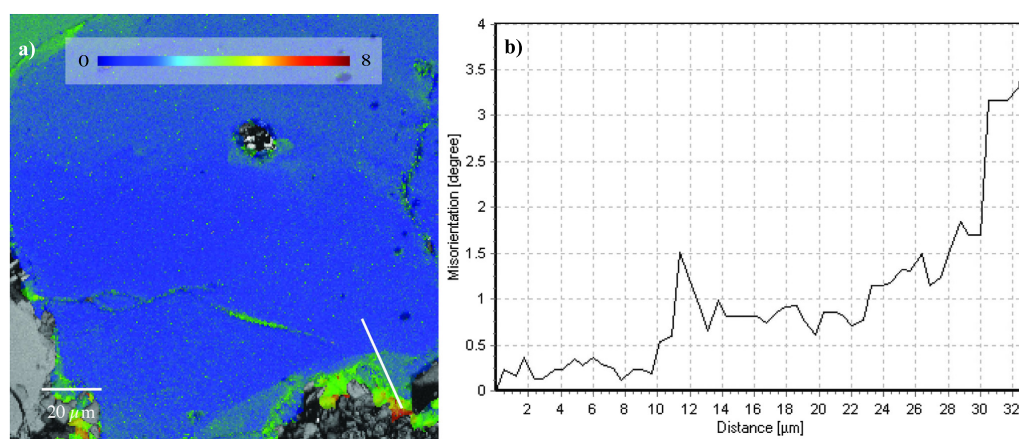 a)
0 8
20 µm
b)
Misorientation [degree]
4
3.5
3
2.5
2
1.5
1
0.5
0
2 4 6 8 10 12 14 16 18 20 22 24 26 28 30 32
Distance [µm]